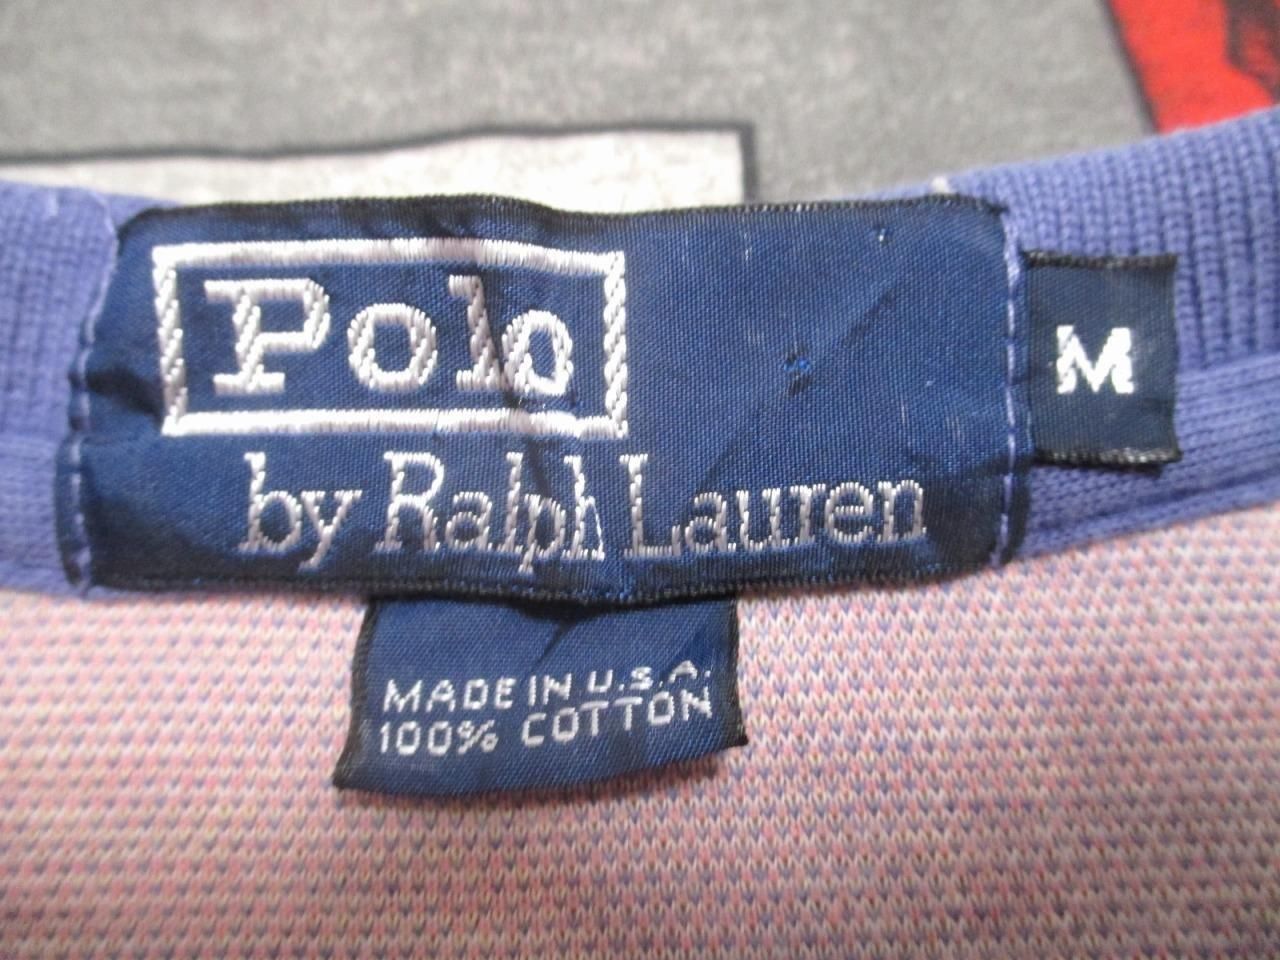 Polo
by Ralph Lauren
M
MADE IN U.S.A.
100% COTTON